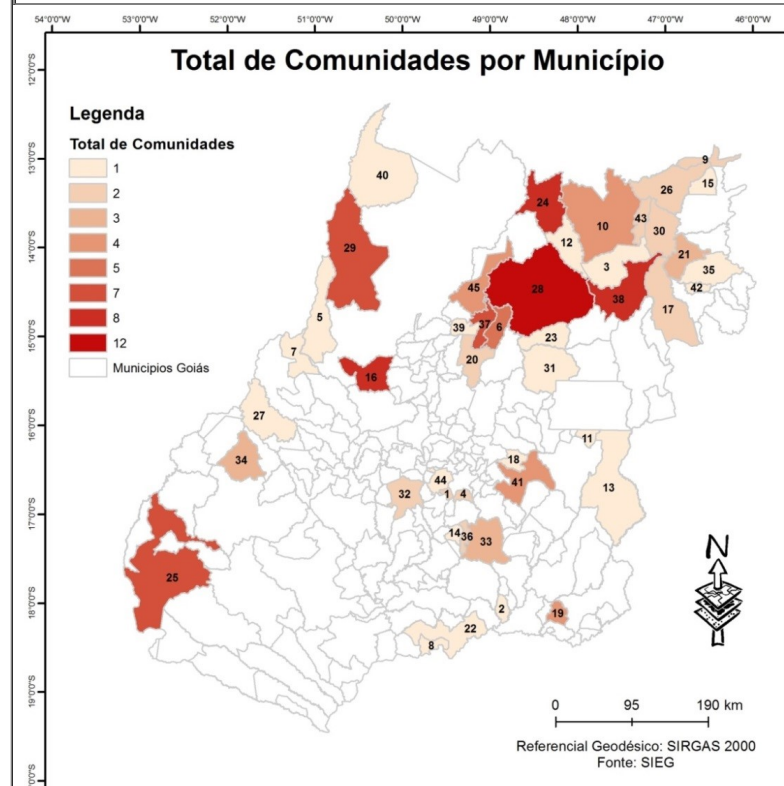 54°0'0"S 53°0'0"S 52°0'0"S 51°0'0"S 50°0'0"S 49°0'0"S 48°0'0"S 47°0'0"S 46°0'0"S
Total de Comunidades por Município
12°0'0"S
13°0'0"S
14°0'0"S
15°0'0"S
16°0'0"S
17°0'0"S
18°0'0"S
19°0'0"S
Legenda
Total de Comunidades
1
2
3
4
5
7
8
12
Municipios Goiás
9
40 26 15
24
10 43 30
29 12
21
3 35
45 28 42
38
5 17
39 37 6
23
7 20
16 31
27
11
34 18
44 41
32 1 4 13
14 36 33
25
2 19
22
8
N
0 95 190 km
Referencial Geodésico: SIRGAS 2000
Fonte: SIEG